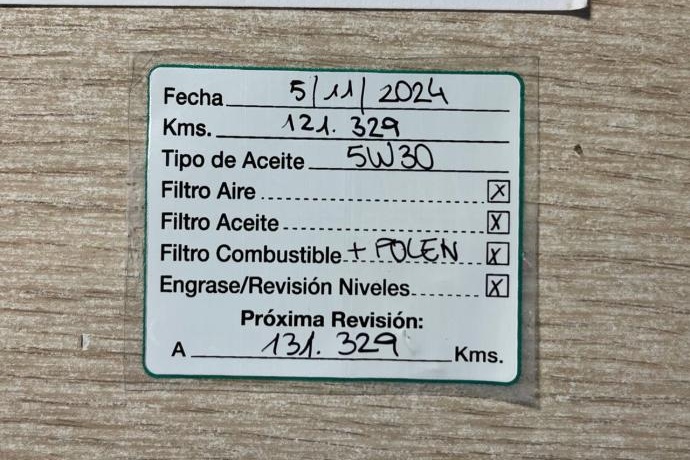 Fecha 5/11/2024
Kms. 121.329
Tipo de Aceite 5W30
Filtro Aire X
Filtro Aceite X
Filtro Combustible + POLEN X
Engrase/Revisión Niveles X
Próxima Revisión:
A 131.329 Kms.